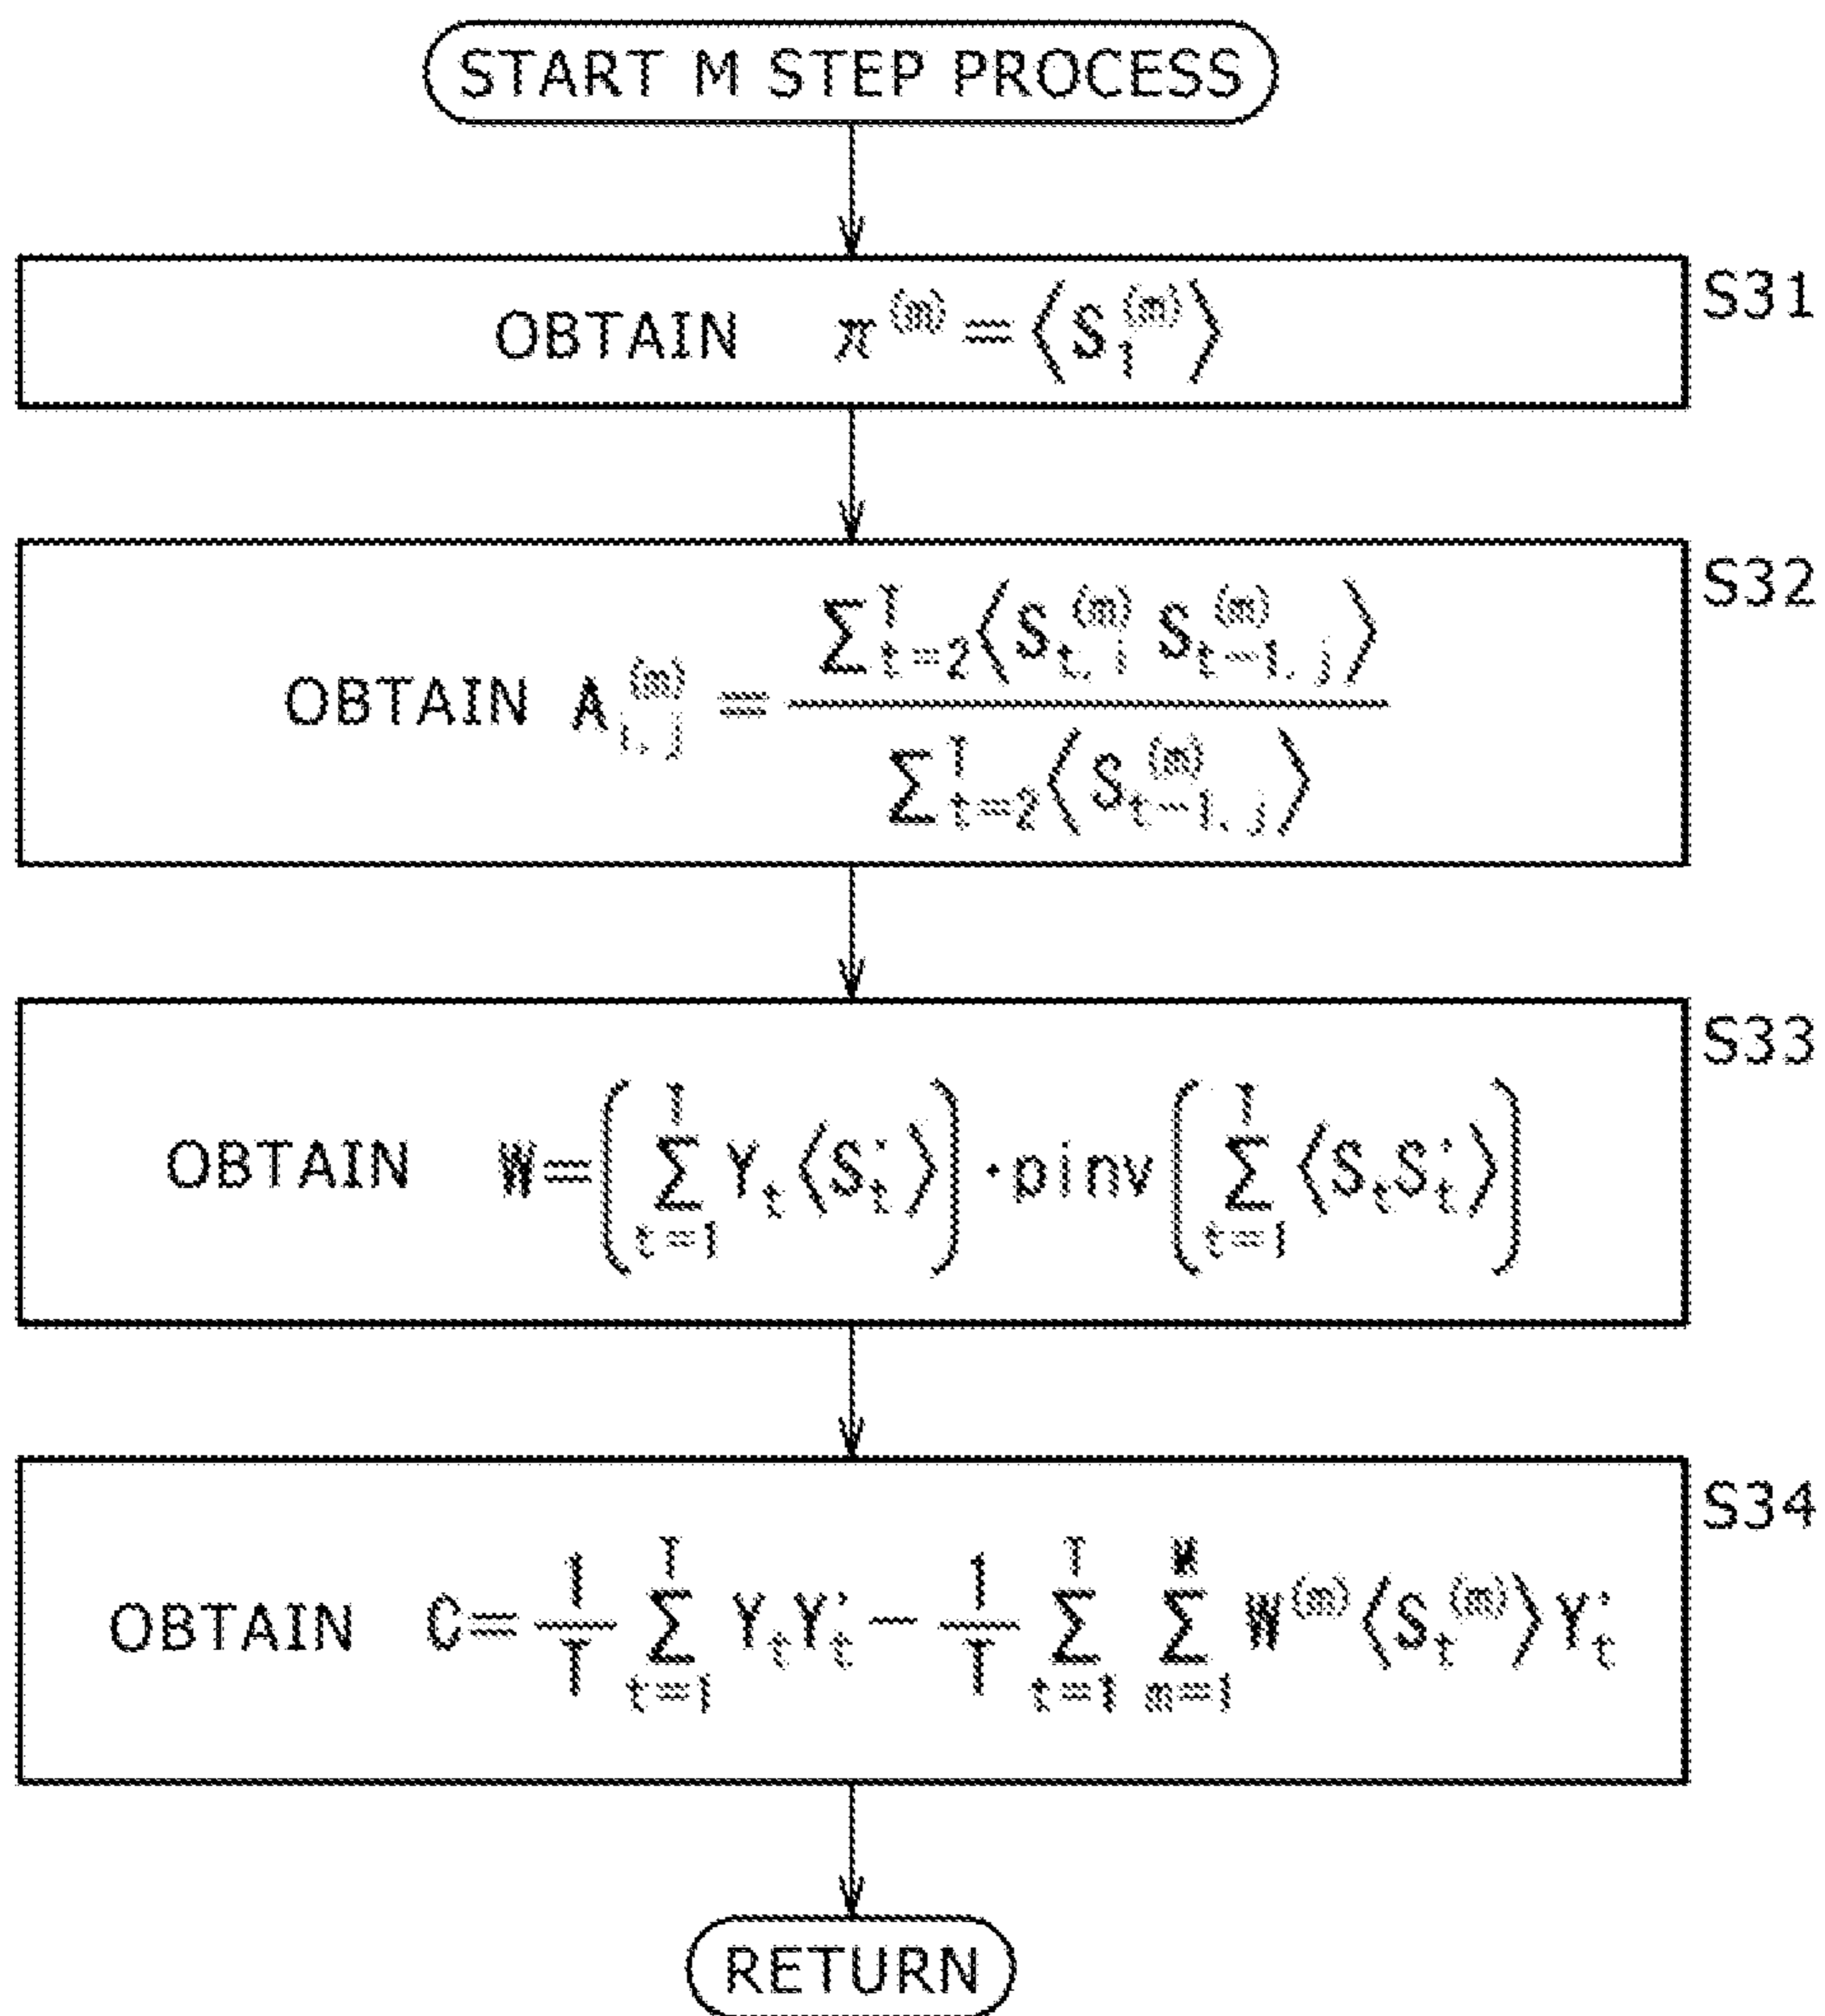 START M STEP PROCESS
S31
OBTAIN π^(m) = ⟨S_1^(m)⟩
S32
OBTAIN A_{i,j}^(m) = Σ_{t=2}^T ⟨S_{t,i}^(m) S_{t-1,j}^(m)⟩ / Σ_{t=2}^T ⟨S_{t-1,j}^(m)⟩
S33
OBTAIN W = (Σ_{t=1}^T Y_t ⟨S_t'⟩) · pinv (Σ_{t=1}^T ⟨S_t S_t'⟩)
S34
OBTAIN C = 1/T Σ_{t=1}^T Y_t Y_t' − 1/T Σ_{t=1}^T Σ_{m=1}^M W^(m) ⟨S_t^(m)⟩ Y_t'
RETURN